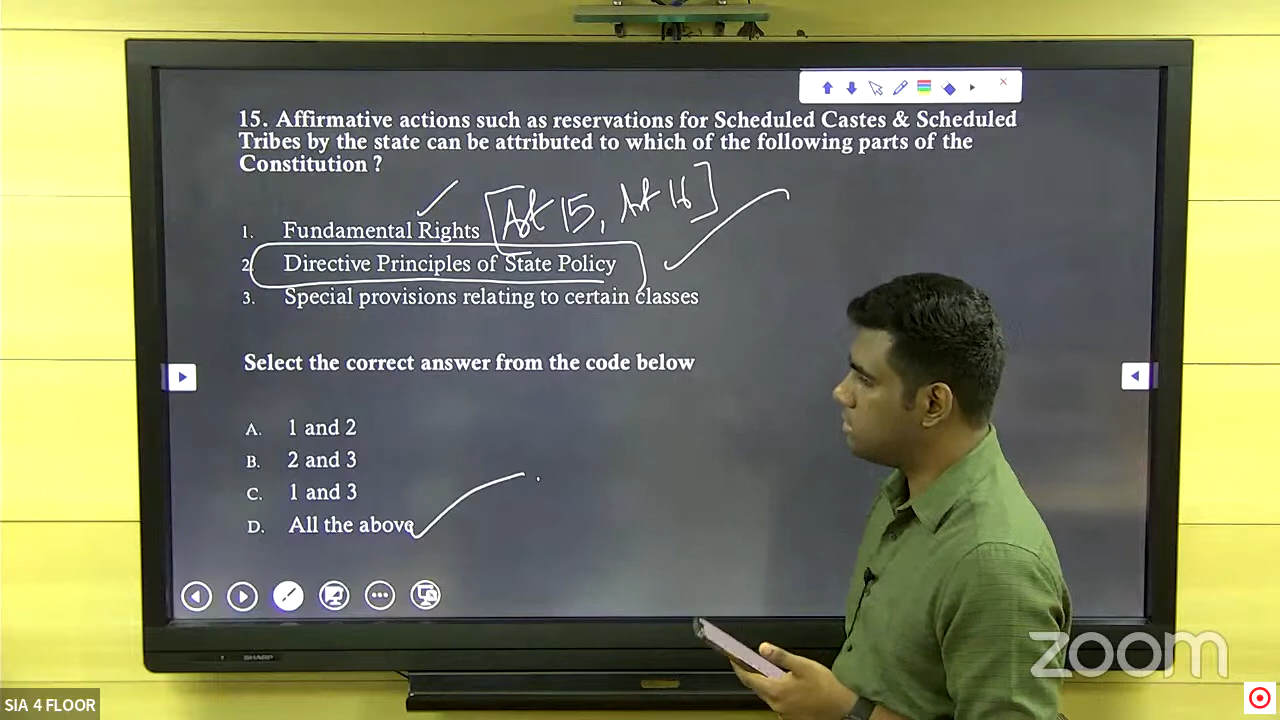 15. Affirmative actions such as reservations for Scheduled Castes & Scheduled
Tribes by the state can be attributed to which of the following parts of the
Constitution ?
1. Fundamental Rights [Art 15, Art 16]
2. Directive Principles of State Policy
3. Special provisions relating to certain classes
Select the correct answer from the code below
A. 1 and 2
B. 2 and 3
C. 1 and 3
D. All the above
SHARP
zoom
SIA 4 FLOOR